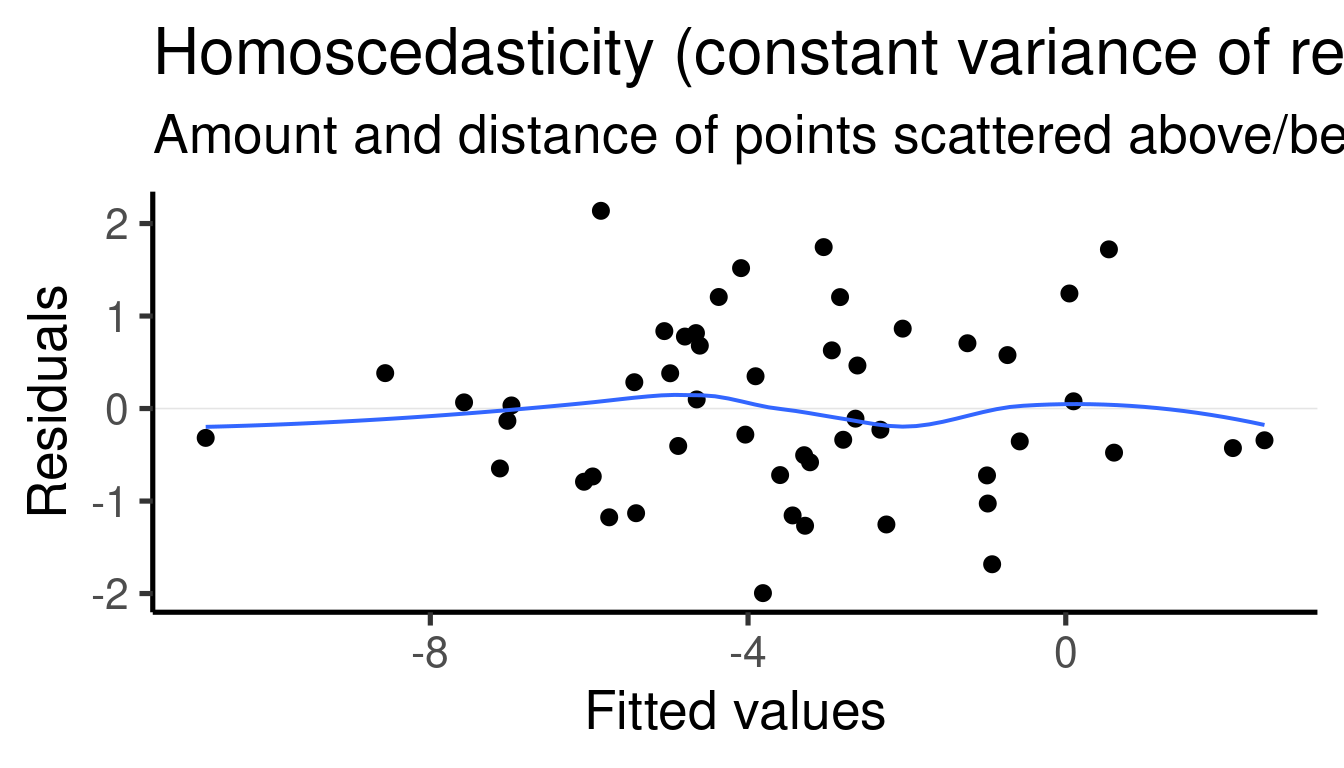 Homoscedasticity (constant variance of re
Amount and distance of points scattered above/be
Residuals
2
1
0
-1
-2
-8
-4
0
Fitted values